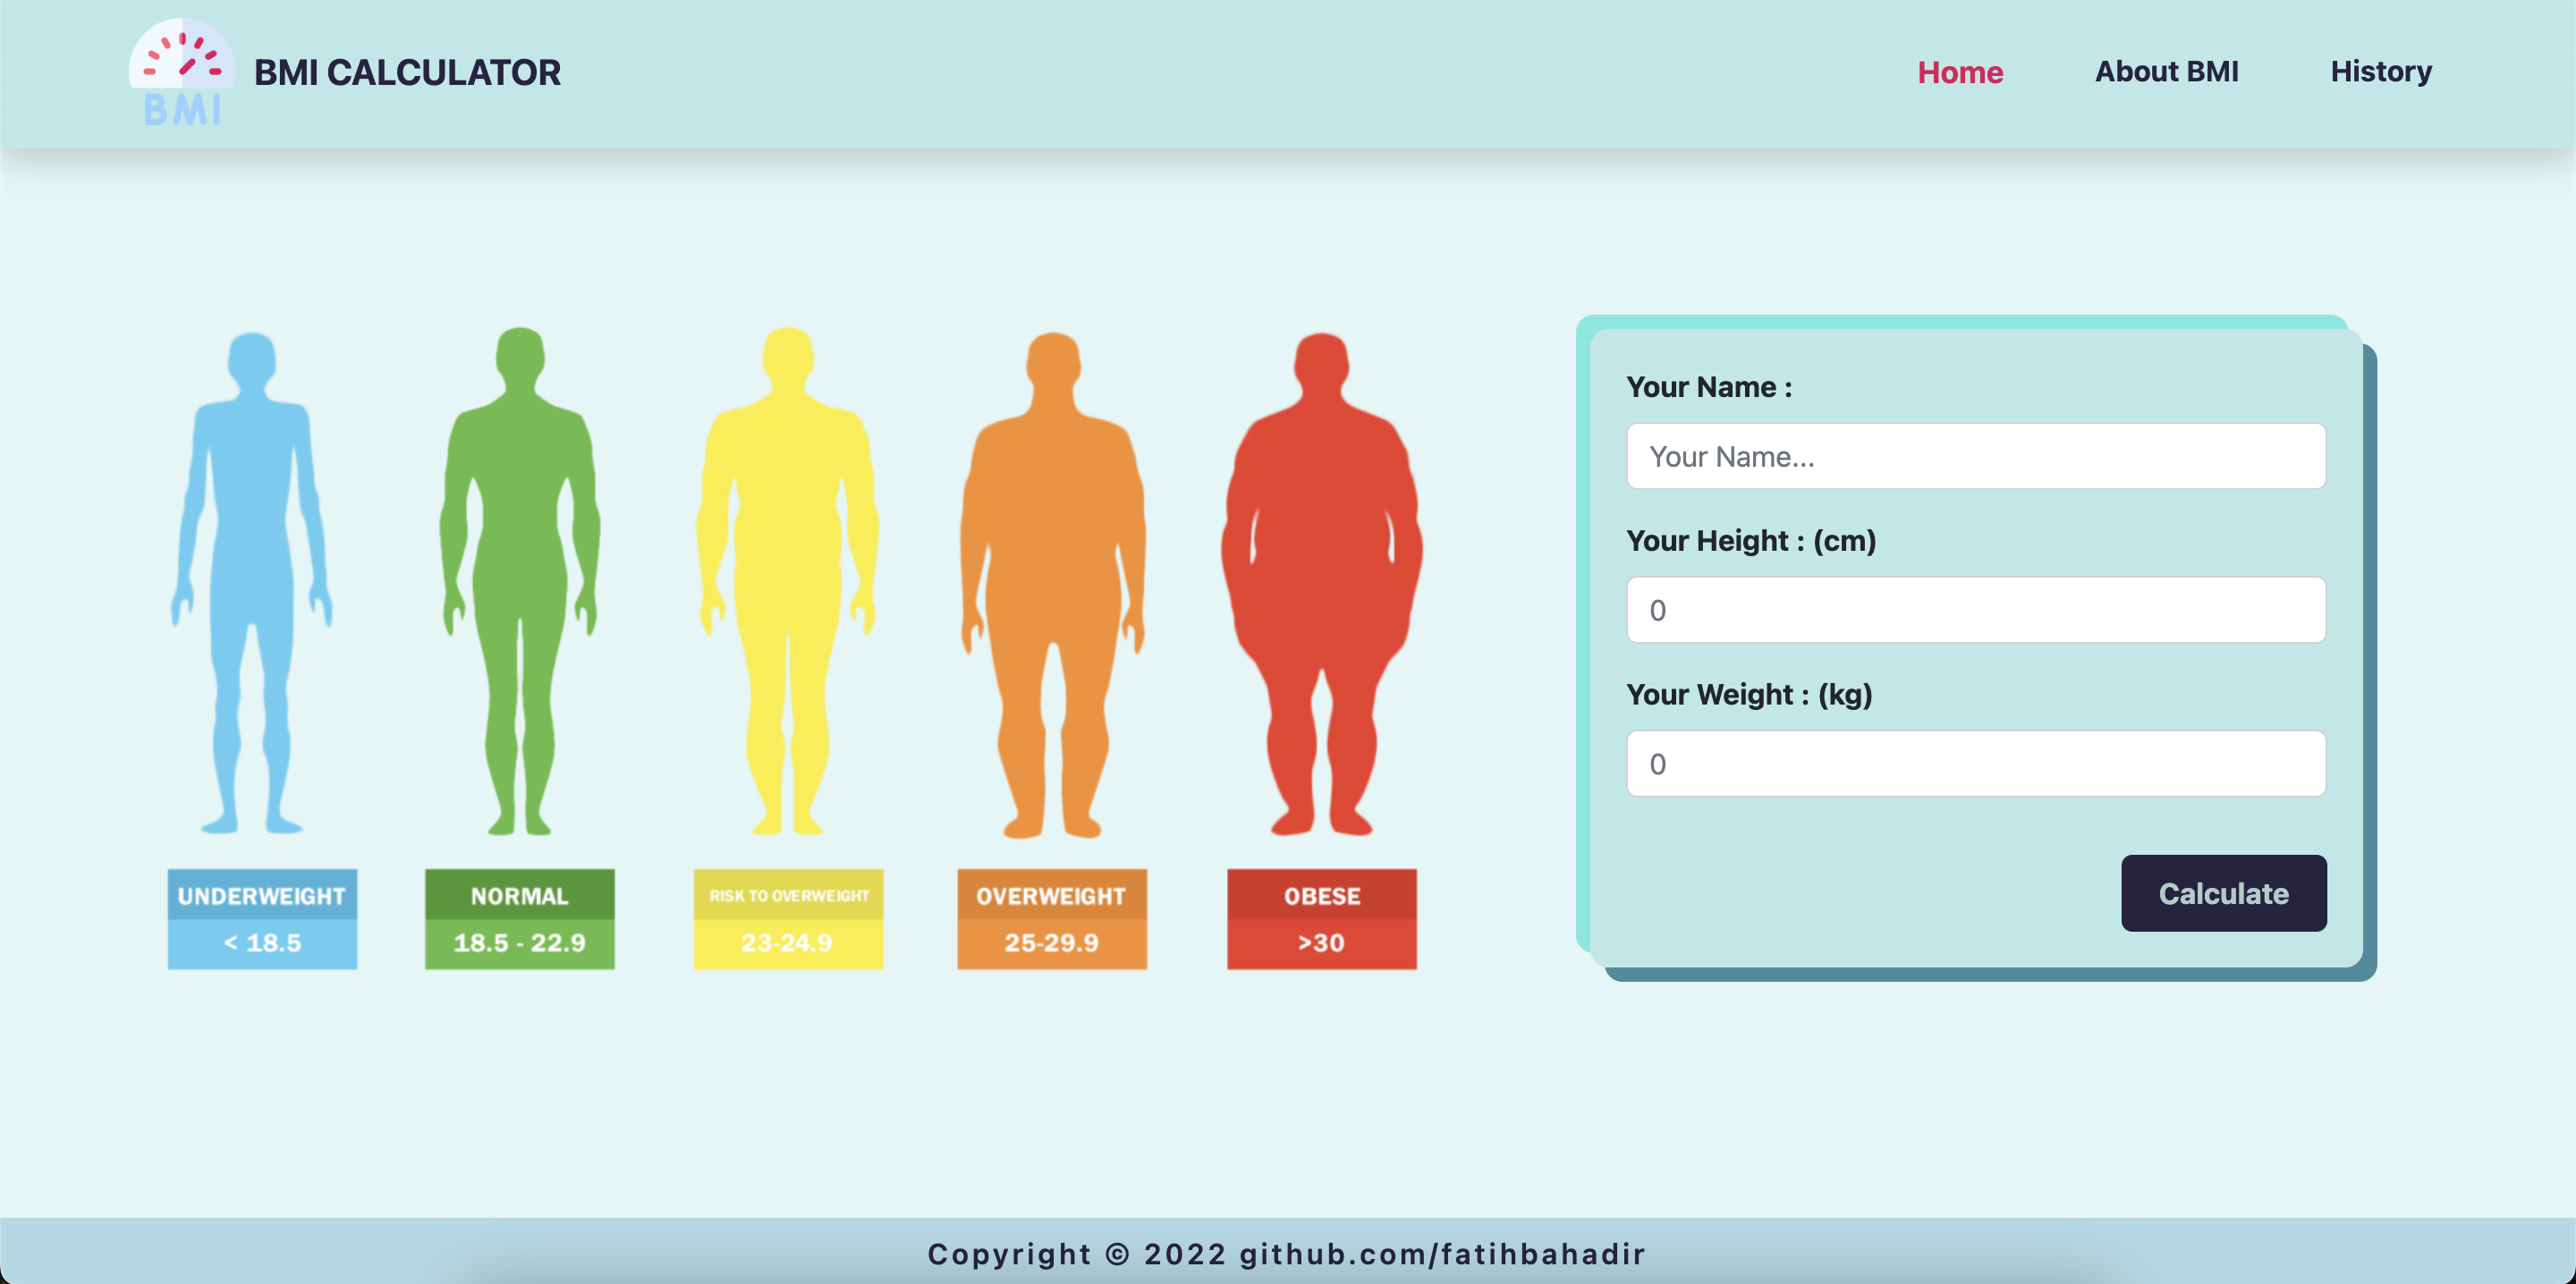 BMI
BMI CALCULATOR
Home
About BMI
History
UNDERWEIGHT
< 18.5
NORMAL
18.5 - 22.9
RISK TO OVERWEIGHT
23-24.9
OVERWEIGHT
25-29.9
OBESE
>30
Your Name :
Your Name...
Your Height : (cm)
0
Your Weight : (kg)
0
Calculate
Copyright © 2022 github.com/fatihbahadir